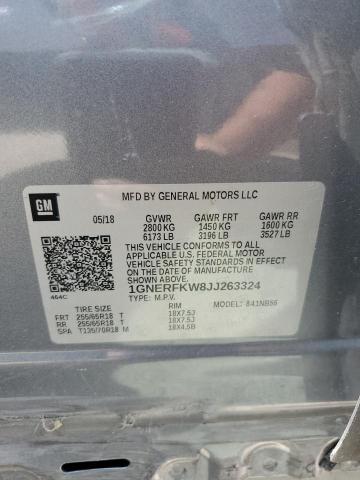 GM
MFD BY GENERAL MOTORS LLC
05/18 GVWR GAWR FRT GAWR RR
2800 KG 1450 KG 1600 KG
6173 LB 3196 LB 3527 LB
THIS VEHICLE CONFORMS TO ALL
APPLICABLE U.S. FEDERAL MOTOR
VEHICLE SAFETY STANDARDS IN
EFFECT ON THE DATE OF
MANUFACTURE SHOWN ABOVE.
1GNERFKW8JJ263324
464C
TYPE: M.P.V. MODEL: 841NB56
TIRE SIZE RIM
FRT 255/65R18 T 18X7.5J
RR 255/65R18 T 18X7.5J
SPA T135/70R18 M 18X4.5B